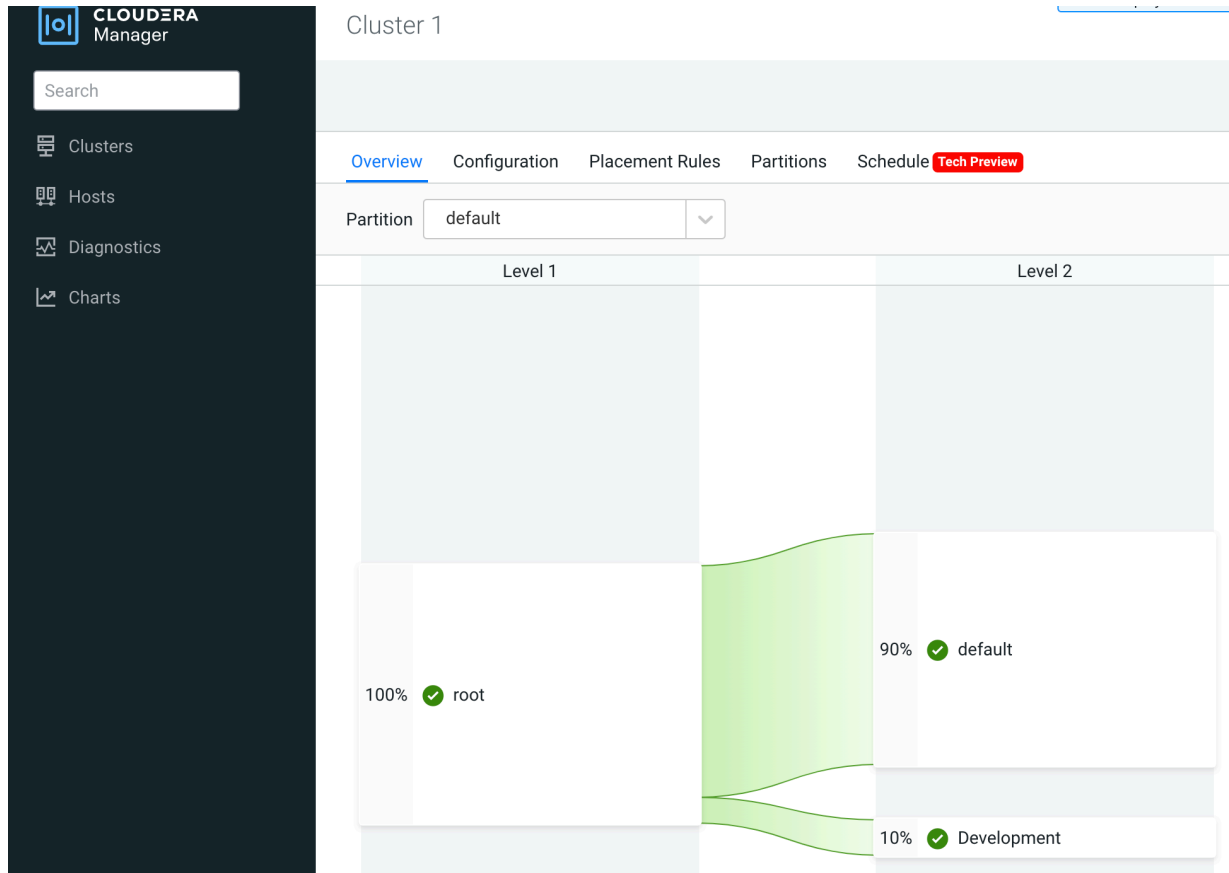 CLOUDERA
Manager
Search
Clusters
Hosts
Diagnostics
Charts
Cluster 1
Overview Configuration Placement Rules Partitions Schedule Tech Preview
Partition default
Level 1 Level 2
100% root
90% default
10% Development